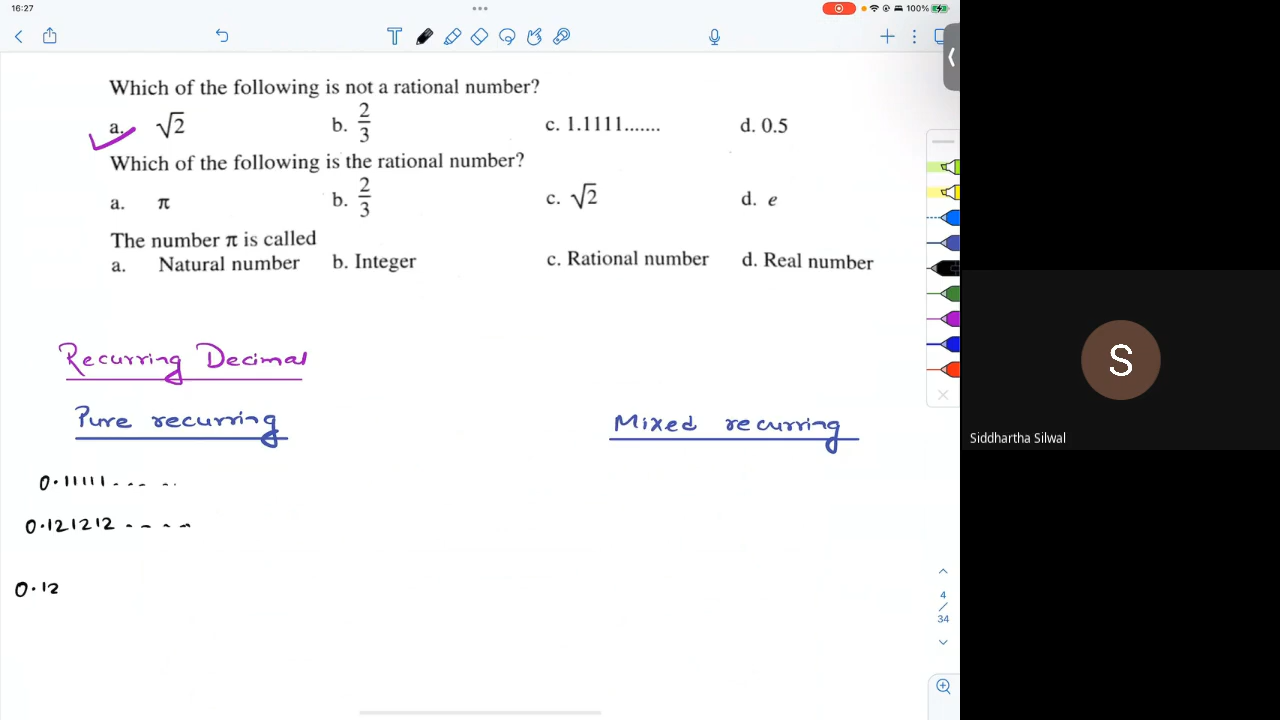 16:27
100%
Which of the following is not a rational number?
a. √2 b. 2/3 c. 1.1111....... d. 0.5
Which of the following is the rational number?
a. π b. 2/3 c. √2 d. e
The number π is called
a. Natural number b. Integer c. Rational number d. Real number
Recurring Decimal
Pure recurring Mixed recurring
0.11111.....
0.121212....
0.12
4
/
34
S
Siddhartha Silwal